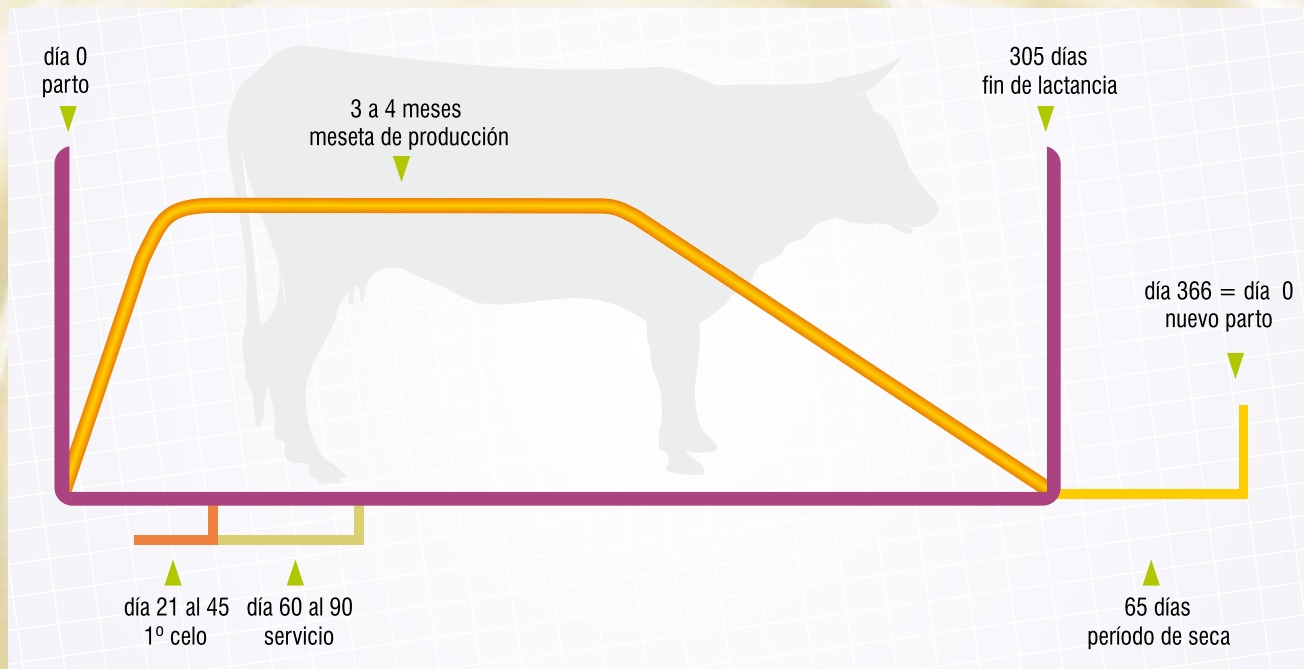 día 0
parto
3 a 4 meses
meseta de producción
305 días
fin de lactancia
día 366 = día 0
nuevo parto
día 21 al 45
1º celo
día 60 al 90
servicio
65 días
período de seca